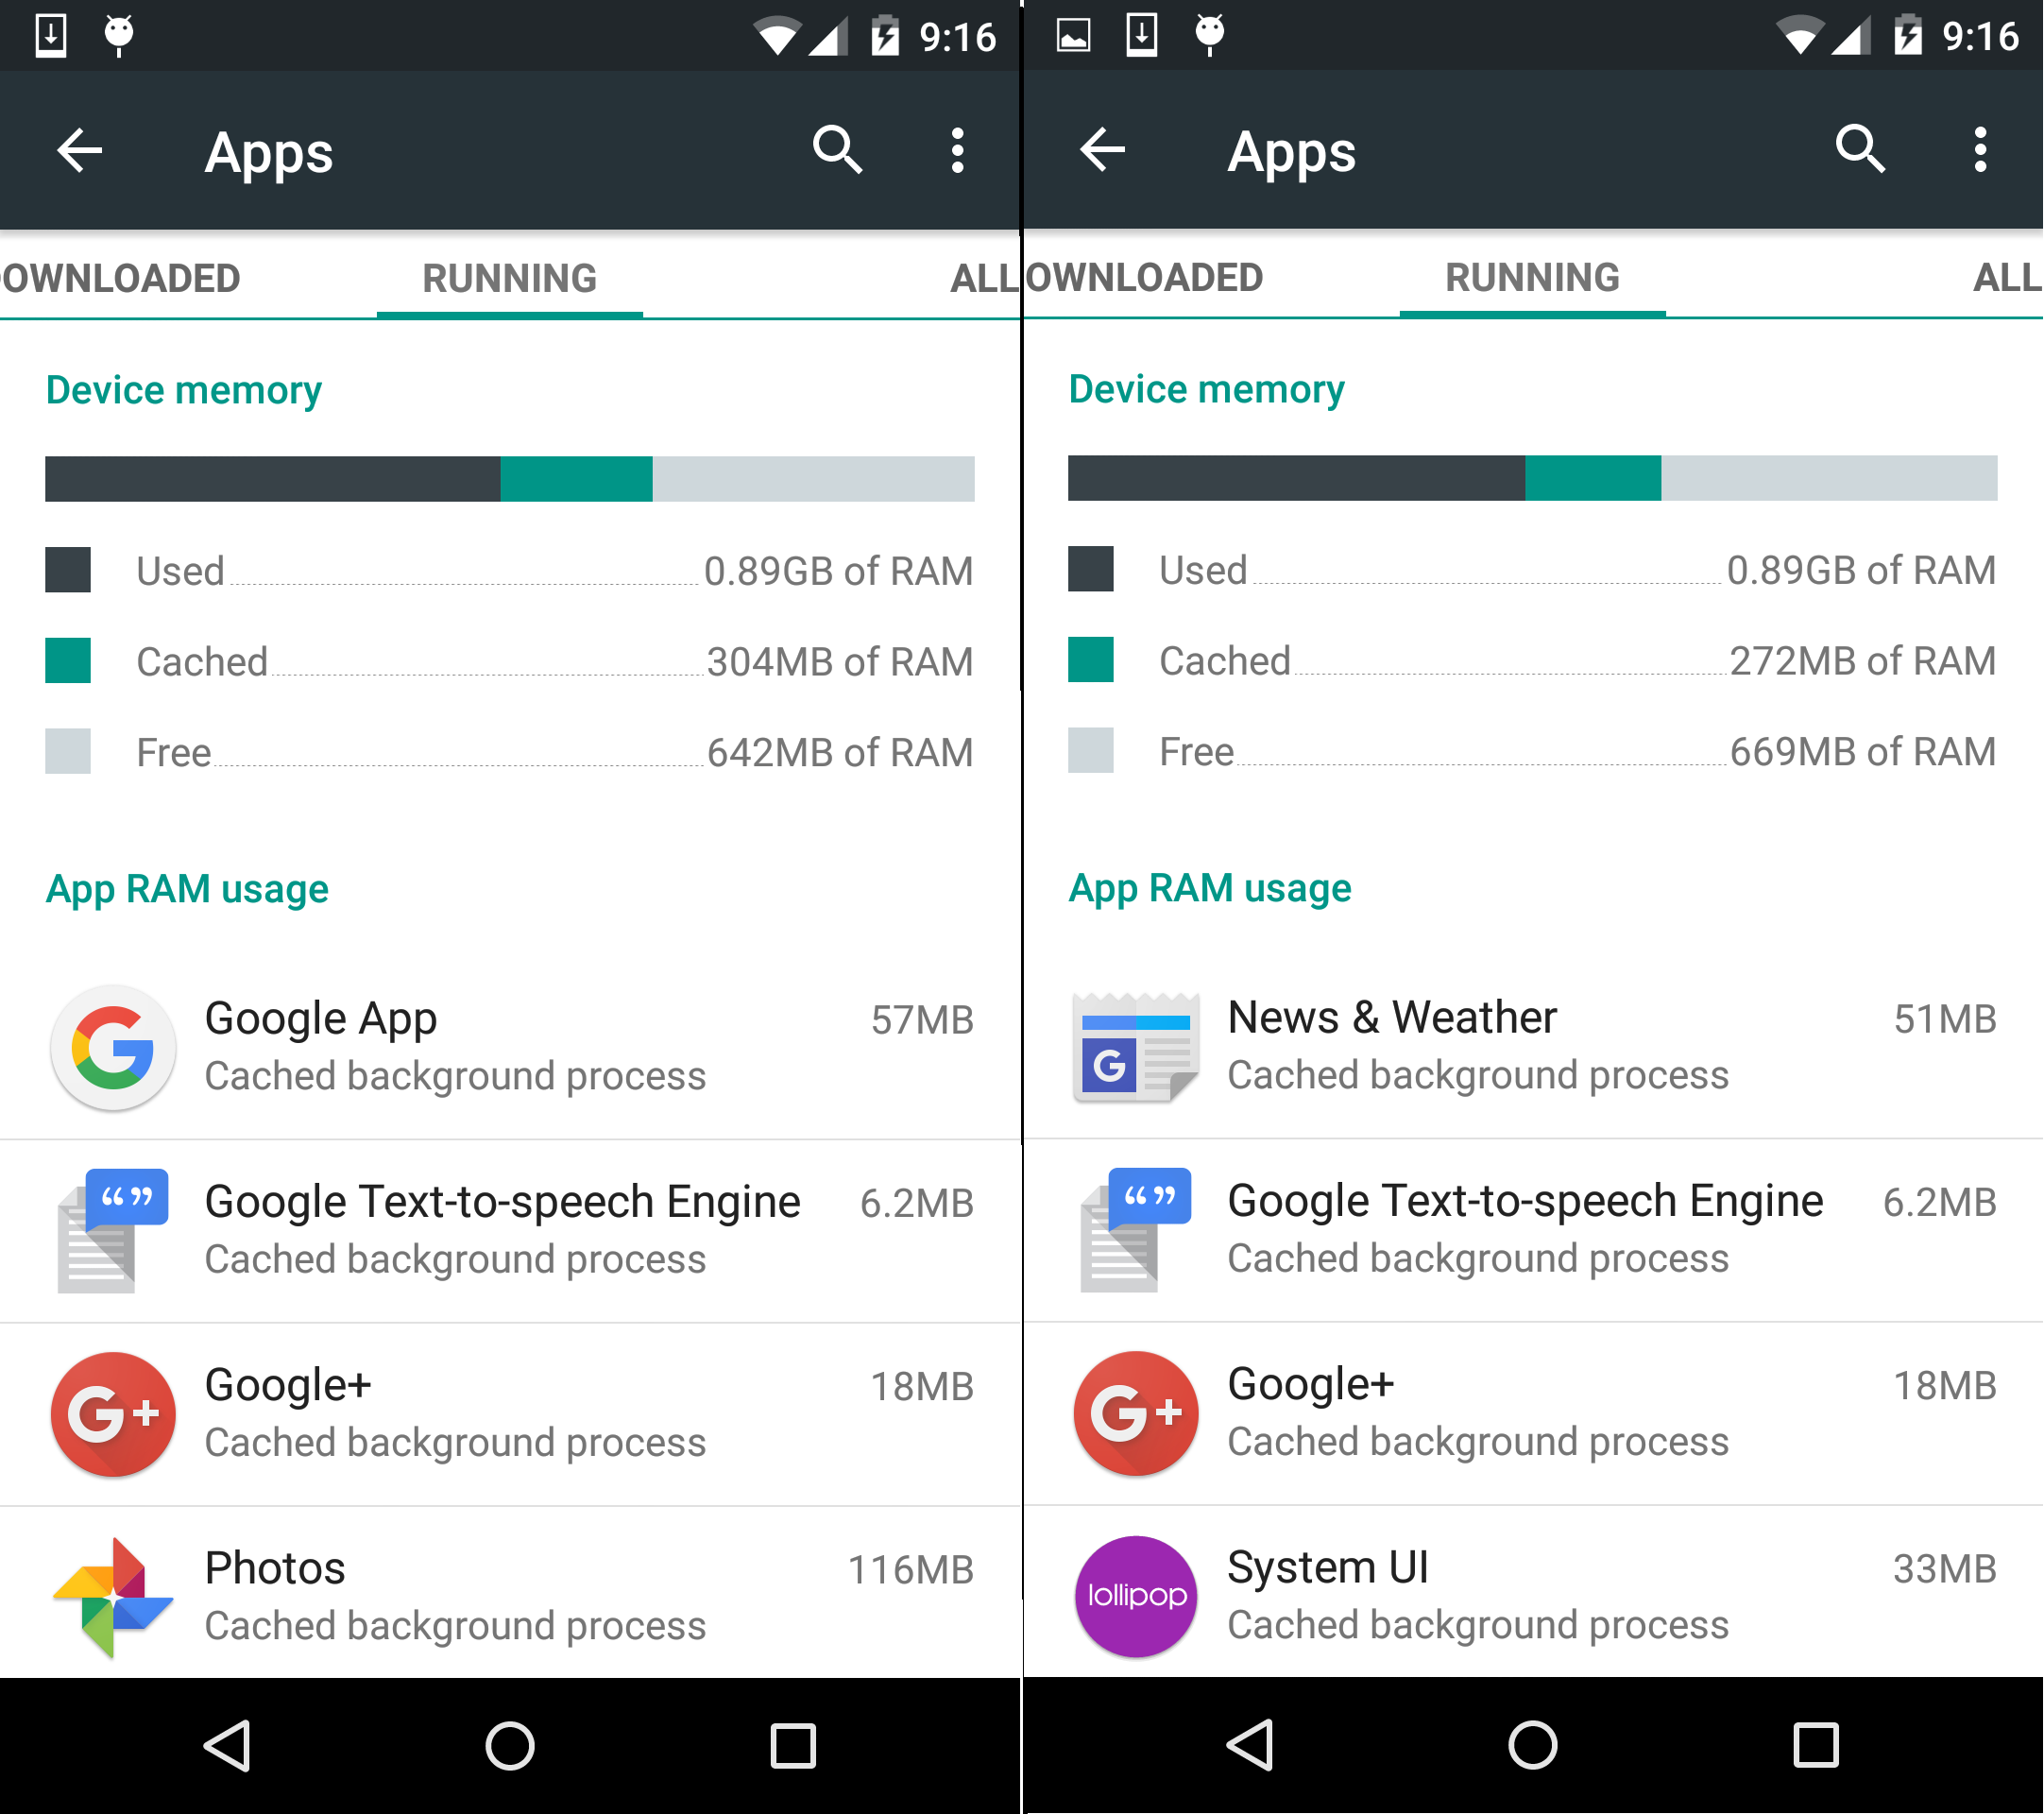 9:16
Apps
OWNLOADED RUNNING ALL
Device memory
Used 0.89GB of RAM
Cached 304MB of RAM
Free 642MB of RAM
App RAM usage
Google App 57MB
Cached background process
“ ”
Google Text-to-speech Engine 6.2MB
Cached background process
G+
Google+ 18MB
Cached background process
Photos 116MB
Cached background process
9:16
Apps
OWNLOADED RUNNING ALL
Device memory
Used 0.89GB of RAM
Cached 272MB of RAM
Free 669MB of RAM
App RAM usage
G
News & Weather 51MB
Cached background process
“ ”
Google Text-to-speech Engine 6.2MB
Cached background process
G+
Google+ 18MB
Cached background process
lollipop
System UI 33MB
Cached background process